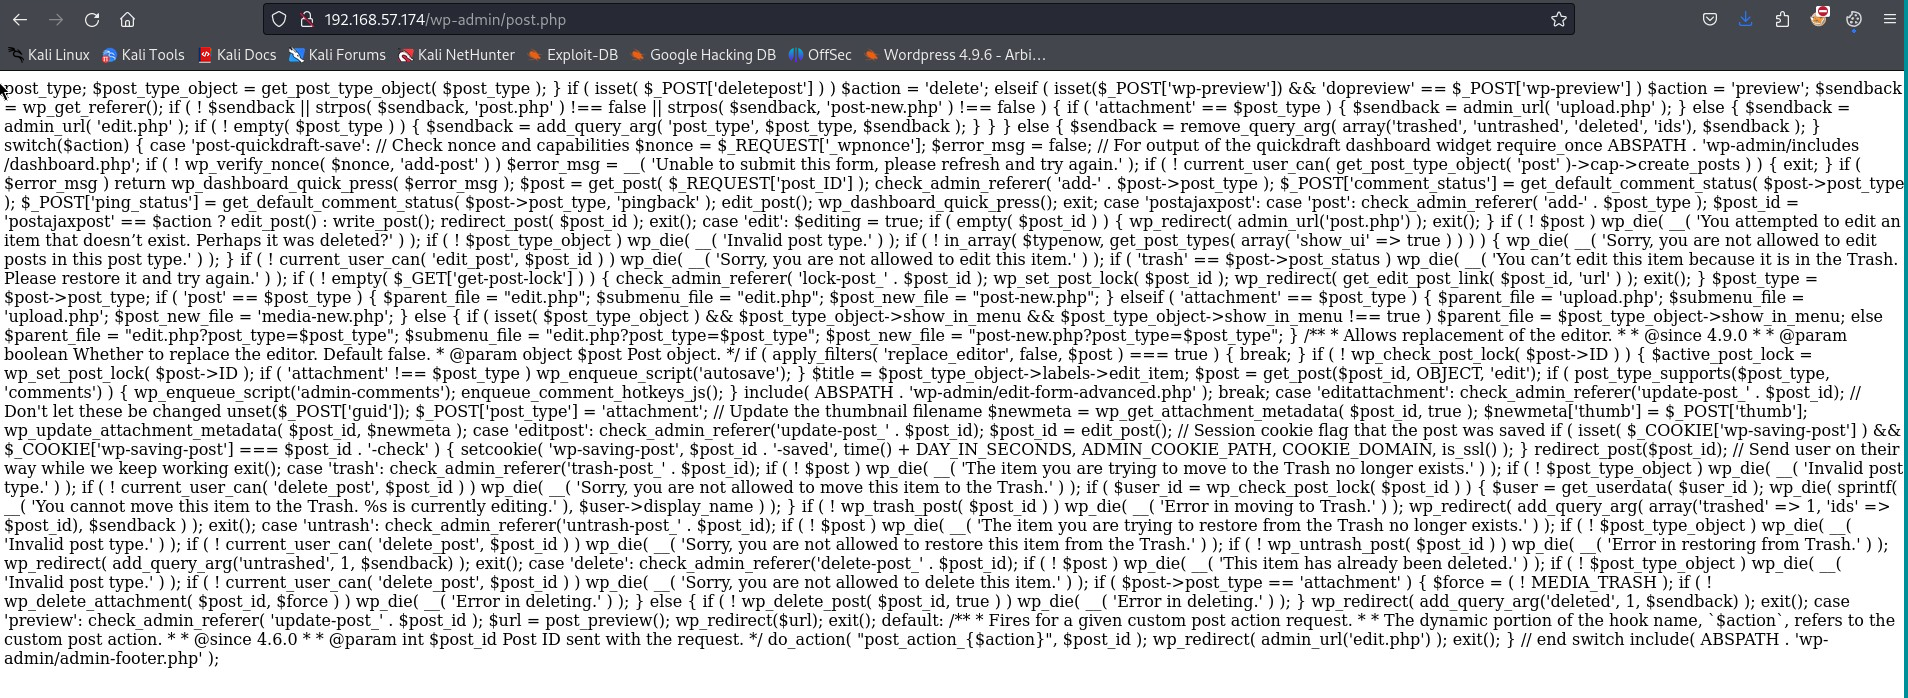 192.168.57.174/wp-admin/post.php
Kali Linux Kali Tools Kali Docs Kali Forums Kali NetHunter Exploit-DB Google Hacking DB OffSec Wordpress 4.9.6 - Arbi…
post_type; $post_type_object = get_post_type_object( $post_type ); } if ( isset( $_POST['deletepost'] ) ) $action = 'delete'; elseif ( isset($_POST['wp-preview']) && 'dopreview' == $_POST['wp-preview'] ) $action = 'preview'; $sendback
= wp_get_referer(); if ( ! $sendback || strpos( $sendback, 'post.php' ) !== false || strpos( $sendback, 'post-new.php' ) !== false ) { if ( 'attachment' == $post_type ) { $sendback = admin_url( 'upload.php' ); } else { $sendback =
admin_url( 'edit.php' ); if ( ! empty( $post_type ) ) { $sendback = add_query_arg( 'post_type', $post_type, $sendback ); } } } else { $sendback = remove_query_arg( array('trashed', 'untrashed', 'deleted', 'ids'), $sendback ); }
switch($action) { case 'post-quickdraft-save': // Check nonce and capabilities $nonce = $_REQUEST['_wpnonce']; $error_msg = false; // For output of the quickdraft dashboard widget require_once ABSPATH . 'wp-admin/includes
/dashboard.php'; if ( ! wp_verify_nonce( $nonce, 'add-post' ) ) $error_msg = __( 'Unable to submit this form, please refresh and try again.' ); if ( ! current_user_can( get_post_type_object( 'post' )->cap->create_posts ) ) { exit; } if (
$error_msg ) return wp_dashboard_quick_press( $error_msg ); $post = get_post( $_REQUEST['post_ID'] ); check_admin_referer( 'add-' . $post->post_type ); $_POST['comment_status'] = get_default_comment_status( $post->post_type
); $_POST['ping_status'] = get_default_comment_status( $post->post_type, 'pingback' ); edit_post(); wp_dashboard_quick_press(); exit; case 'postajaxpost': case 'post': check_admin_referer( 'add-' . $post_type ); $post_id =
'postajaxpost' == $action ? edit_post() : write_post(); redirect_post( $post_id ); exit(); case 'edit': $editing = true; if ( empty( $post_id ) ) { wp_redirect( admin_url('post.php') ); exit(); } if ( ! $post ) wp_die( __( 'You attempted to edit an
item that doesn’t exist. Perhaps it was deleted?' ) ); if ( ! $post_type_object ) wp_die( __( 'Invalid post type.' ) ); if ( ! in_array( $typenow, get_post_types( array( 'show_ui' => true ) ) ) ) { wp_die( __( 'Sorry, you are not allowed to edit
posts in this post type.' ) ); } if ( ! current_user_can( 'edit_post', $post_id ) ) wp_die( __( 'Sorry, you are not allowed to edit this item.' ) ); if ( 'trash' == $post->post_status ) wp_die( __( 'You can’t edit this item because it is in the Trash.
Please restore it and try again.' ) ); if ( ! empty( $_GET['get-post-lock'] ) ) { check_admin_referer( 'lock-post_' . $post_id ); wp_set_post_lock( $post_id ); wp_redirect( get_edit_post_link( $post_id, 'url' ) ); exit(); } $post_type =
$post->post_type; if ( 'post' == $post_type ) { $parent_file = "edit.php"; $submenu_file = "edit.php"; $post_new_file = "post-new.php"; } elseif ( 'attachment' == $post_type ) { $parent_file = 'upload.php'; $submenu_file =
'upload.php'; $post_new_file = 'media-new.php'; } else { if ( isset( $post_type_object ) && $post_type_object->show_in_menu && $post_type_object->show_in_menu !== true ) $parent_file = $post_type_object->show_in_menu; else
$parent_file = "edit.php?post_type=$post_type"; $submenu_file = "edit.php?post_type=$post_type"; $post_new_file = "post-new.php?post_type=$post_type"; } /** * Allows replacement of the editor. * * @since 4.9.0 * * @param
boolean Whether to replace the editor. Default false. * @param object $post Post object. */ if ( apply_filters( 'replace_editor', false, $post ) === true ) { break; } if ( ! wp_check_post_lock( $post->ID ) ) { $active_post_lock =
wp_set_post_lock( $post->ID ); if ( 'attachment' !== $post_type ) wp_enqueue_script('autosave'); } $title = $post_type_object->labels->edit_item; $post = get_post($post_id, OBJECT, 'edit'); if ( post_type_supports($post_type,
'comments') ) { wp_enqueue_script('admin-comments'); enqueue_comment_hotkeys_js(); } include( ABSPATH . 'wp-admin/edit-form-advanced.php' ); break; case 'editattachment': check_admin_referer('update-post_' . $post_id); //
Don't let these be changed unset($_POST['guid']); $_POST['post_type'] = 'attachment'; // Update the thumbnail filename $newmeta = wp_get_attachment_metadata( $post_id, true ); $newmeta['thumb'] = $_POST['thumb'];
wp_update_attachment_metadata( $post_id, $newmeta ); case 'editpost': check_admin_referer('update-post_' . $post_id); $post_id = edit_post(); // Session cookie flag that the post was saved if ( isset( $_COOKIE['wp-saving-post'] ) &&
$_COOKIE['wp-saving-post'] === $post_id . '-check' ) { setcookie( 'wp-saving-post', $post_id . '-saved', time() + DAY_IN_SECONDS, ADMIN_COOKIE_PATH, COOKIE_DOMAIN, is_ssl() ); } redirect_post($post_id); // Send user on their
way while we keep working exit(); case 'trash': check_admin_referer('trash-post_' . $post_id); if ( ! $post ) wp_die( __( 'The item you are trying to move to the Trash no longer exists.' ) ); if ( ! $post_type_object ) wp_die( __( 'Invalid post
type.' ) ); if ( ! current_user_can( 'delete_post', $post_id ) ) wp_die( __( 'Sorry, you are not allowed to move this item to the Trash.' ) ); if ( $user_id = wp_check_post_lock( $post_id ) ) { $user = get_userdata( $user_id ); wp_die( sprintf(
__( 'You cannot move this item to the Trash. %s is currently editing.' ), $user->display_name ) ); } if ( ! wp_trash_post( $post_id ) ) wp_die( __( 'Error in moving to Trash.' ) ); wp_redirect( add_query_arg( array('trashed' => 1, 'ids' =>
$post_id), $sendback ) ); exit(); case 'untrash': check_admin_referer('untrash-post_' . $post_id); if ( ! $post ) wp_die( __( 'The item you are trying to restore from the Trash no longer exists.' ) ); if ( ! $post_type_object ) wp_die( __(
'Invalid post type.' ) ); if ( ! current_user_can( 'delete_post', $post_id ) ) wp_die( __( 'Sorry, you are not allowed to restore this item from the Trash.' ) ); if ( ! wp_untrash_post( $post_id ) ) wp_die( __( 'Error in restoring from Trash.' ) );
wp_redirect( add_query_arg('untrashed', 1, $sendback) ); exit(); case 'delete': check_admin_referer('delete-post_' . $post_id); if ( ! $post ) wp_die( __( 'This item has already been deleted.' ) ); if ( ! $post_type_object ) wp_die( __(
'Invalid post type.' ) ); if ( ! current_user_can( 'delete_post', $post_id ) ) wp_die( __( 'Sorry, you are not allowed to delete this item.' ) ); if ( $post->post_type == 'attachment' ) { $force = ( ! MEDIA_TRASH ); if ( !
wp_delete_attachment( $post_id, $force ) ) wp_die( __( 'Error in deleting.' ) ); } else { if ( ! wp_delete_post( $post_id, true ) ) wp_die( __( 'Error in deleting.' ) ); } wp_redirect( add_query_arg('deleted', 1, $sendback) ); exit(); case
'preview': check_admin_referer( 'update-post_' . $post_id ); $url = post_preview(); wp_redirect($url); exit(); default: /** * Fires for a given custom post action request. * * The dynamic portion of the hook name, `$action`, refers to the
custom post action. * * @since 4.6.0 * * @param int $post_id Post ID sent with the request. */ do_action( "post_action_{$action}", $post_id ); wp_redirect( admin_url('edit.php') ); exit(); } // end switch include( ABSPATH . 'wp-
admin/admin-footer.php' );